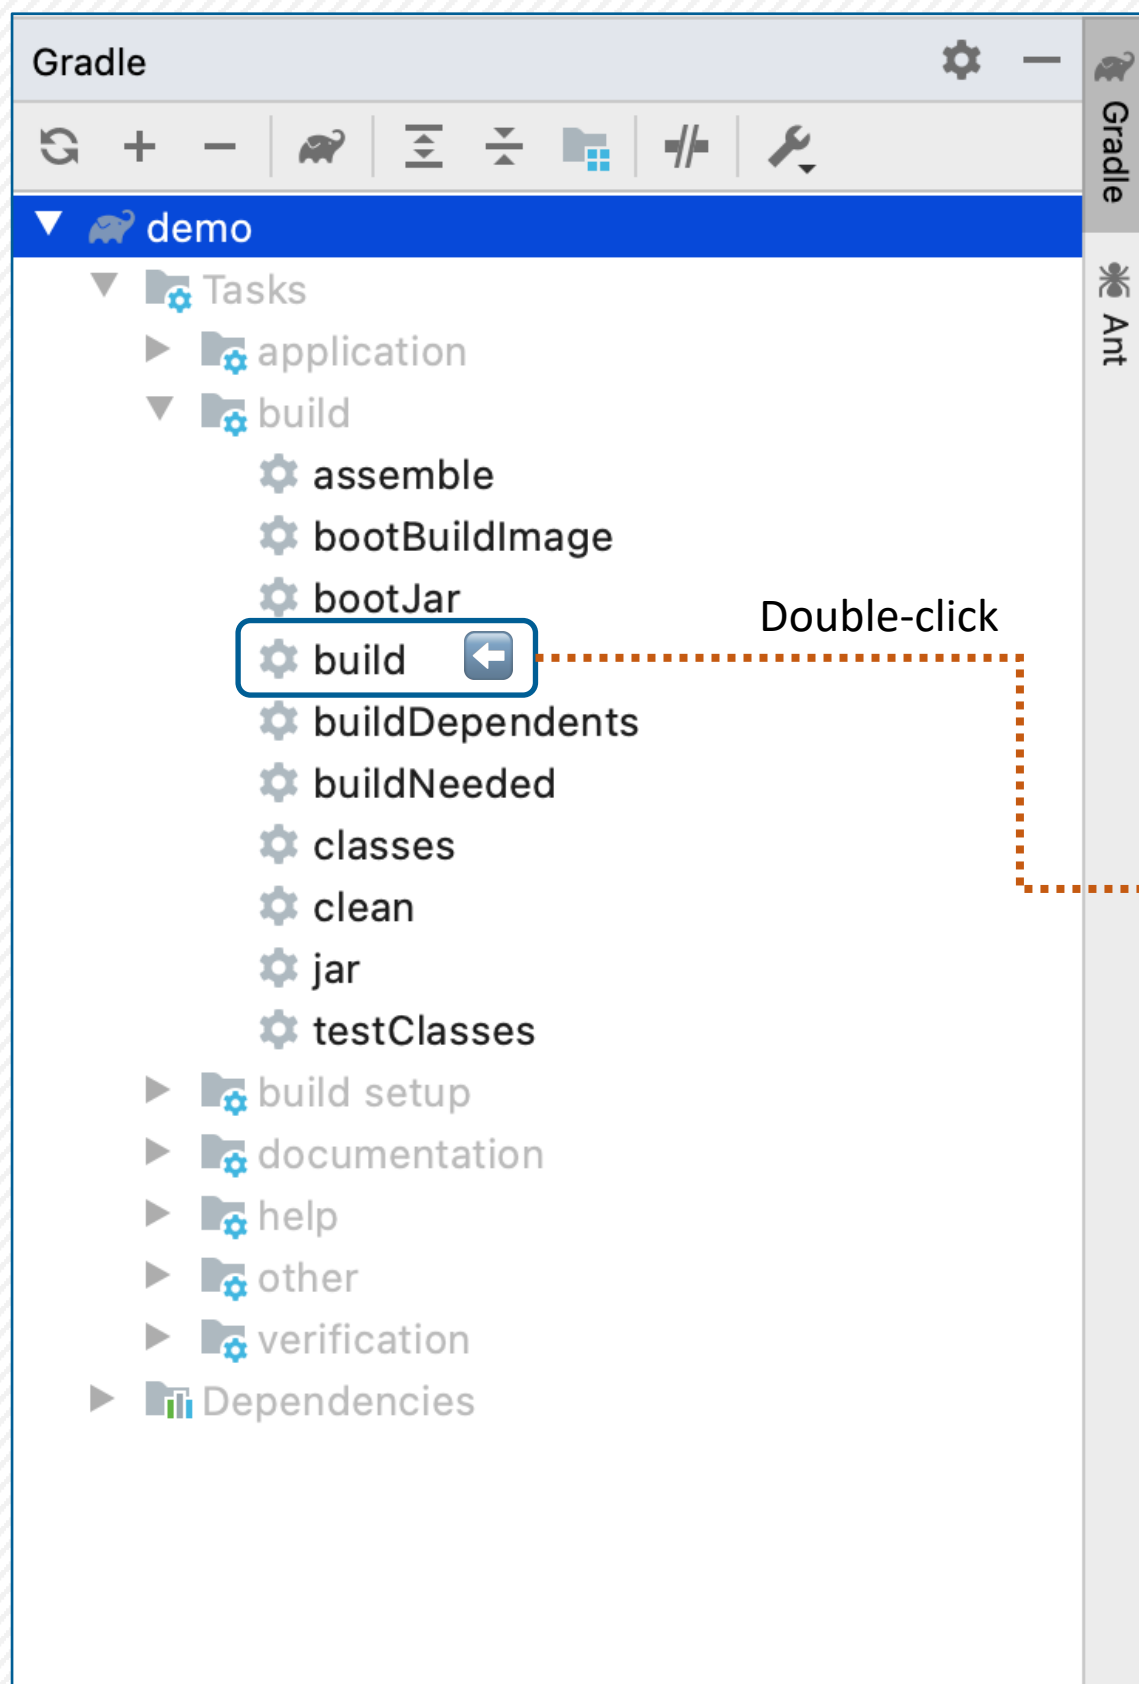 Gradle
Gradle
demo
Tasks
Ant
application
build
assemble
bootBuildImage
bootJar
Double-click
build
buildDependents
buildNeeded
classes
clean
jar
testClasses
build setup
documentation
help
other
verification
Dependencies